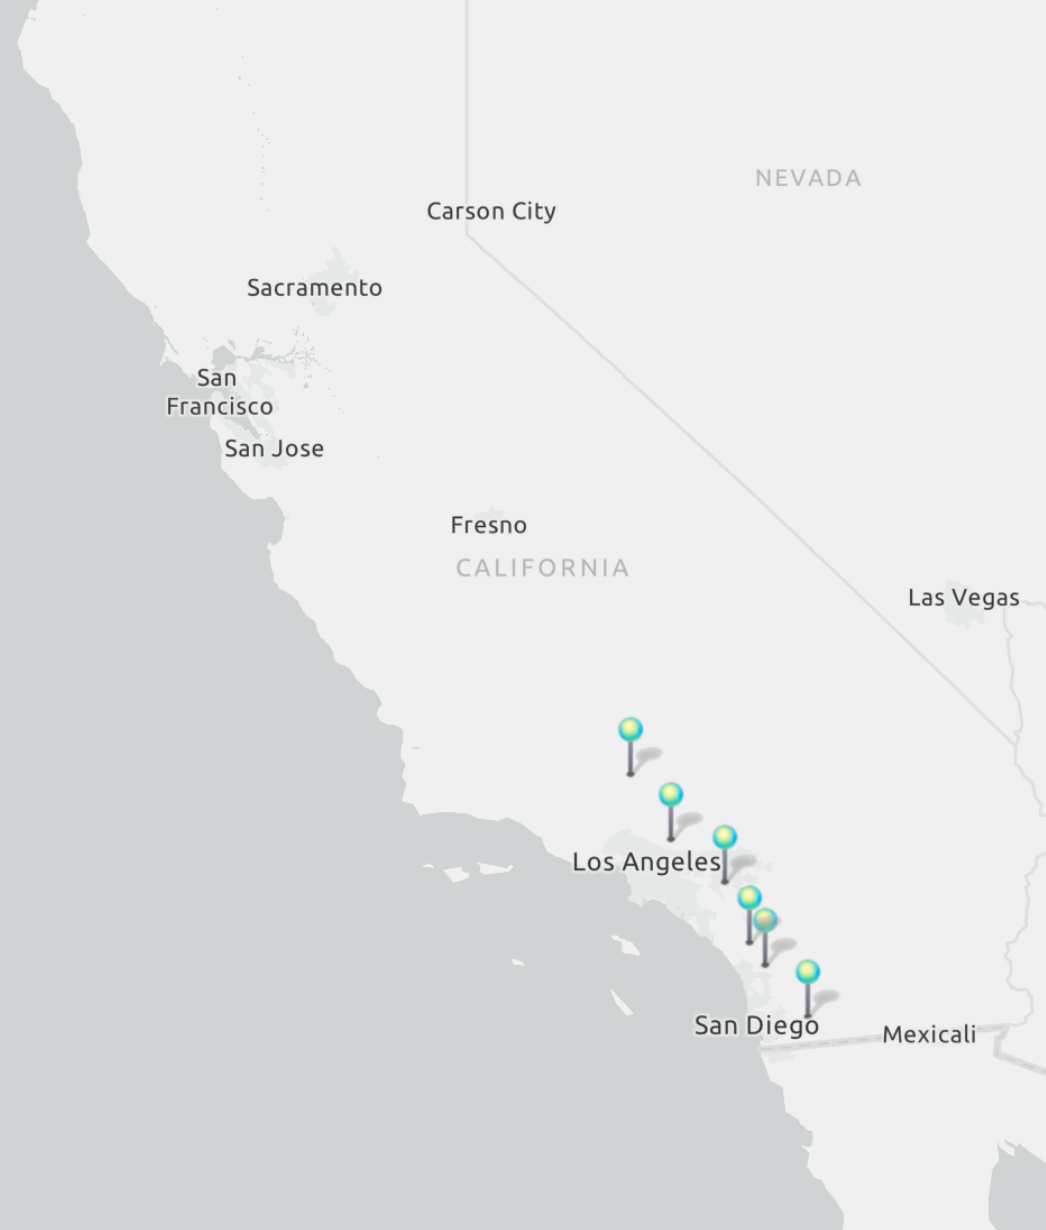 NEVADA
Carson City
Sacramento
San
Francisco
San Jose
Fresno
CALIFORNIA
Las Vegas
Los Angeles
San Diego
Mexicali